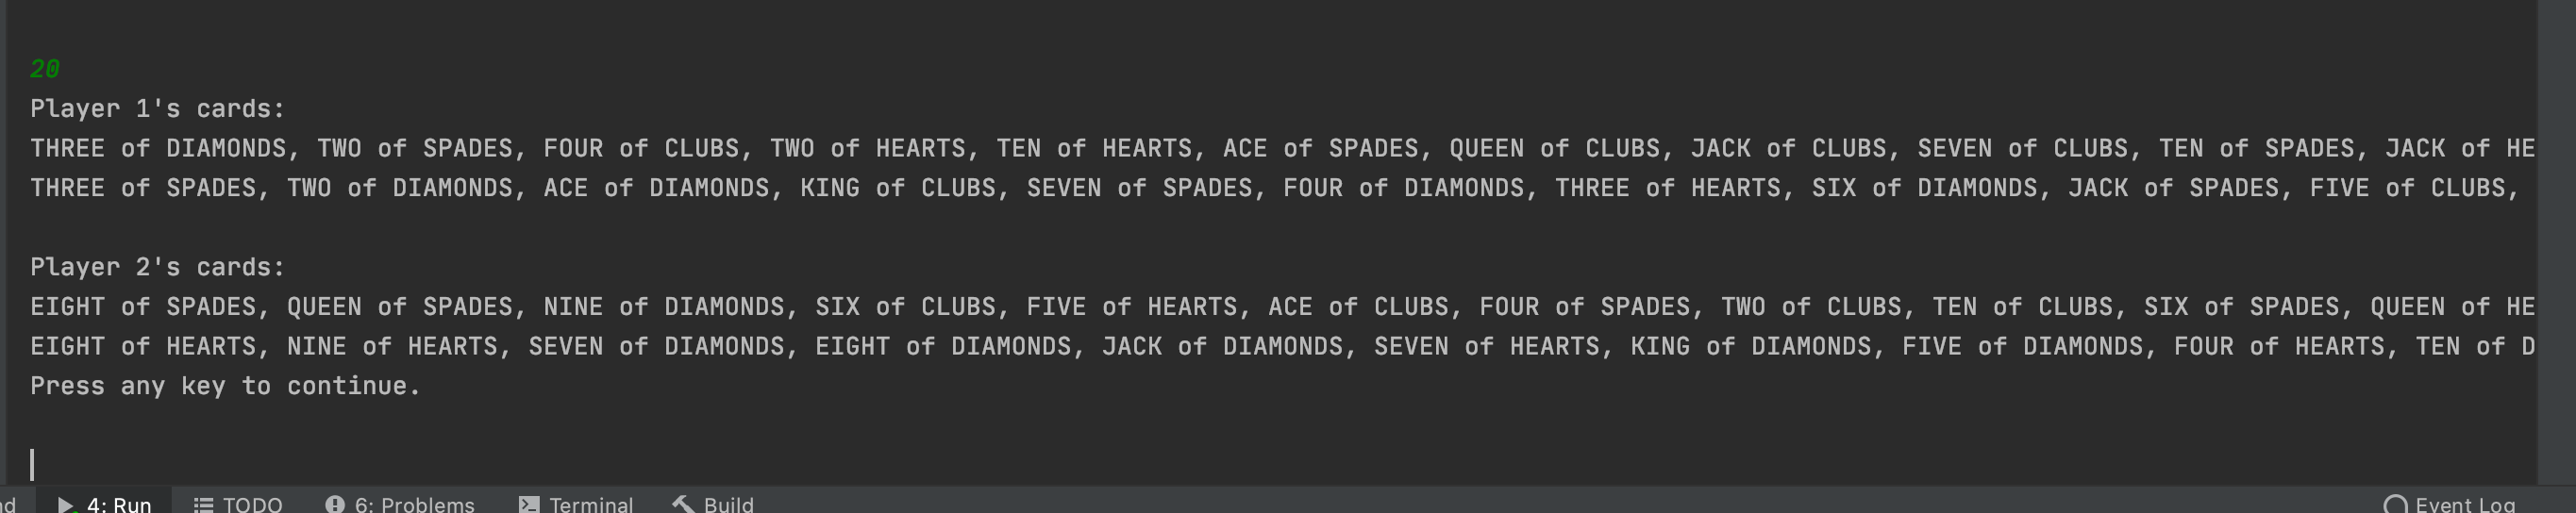 20
Player 1's cards:
THREE of DIAMONDS, TWO of SPADES, FOUR of CLUBS, TWO of HEARTS, TEN of HEARTS, ACE of SPADES, QUEEN of CLUBS, JACK of CLUBS, SEVEN of CLUBS, TEN of SPADES, JACK of HE
THREE of SPADES, TWO of DIAMONDS, ACE of DIAMONDS, KING of CLUBS, SEVEN of SPADES, FOUR of DIAMONDS, THREE of HEARTS, SIX of DIAMONDS, JACK of SPADES, FIVE of CLUBS,
Player 2's cards:
EIGHT of SPADES, QUEEN of SPADES, NINE of DIAMONDS, SIX of CLUBS, FIVE of HEARTS, ACE of CLUBS, FOUR of SPADES, TWO of CLUBS, TEN of CLUBS, SIX of SPADES, QUEEN of HE
EIGHT of HEARTS, NINE of HEARTS, SEVEN of DIAMONDS, EIGHT of DIAMONDS, JACK of DIAMONDS, SEVEN of HEARTS, KING of DIAMONDS, FIVE of DIAMONDS, FOUR of HEARTS, TEN of D
Press any key to continue.
d 4: Run TODO 6: Problems Terminal Build Event Log